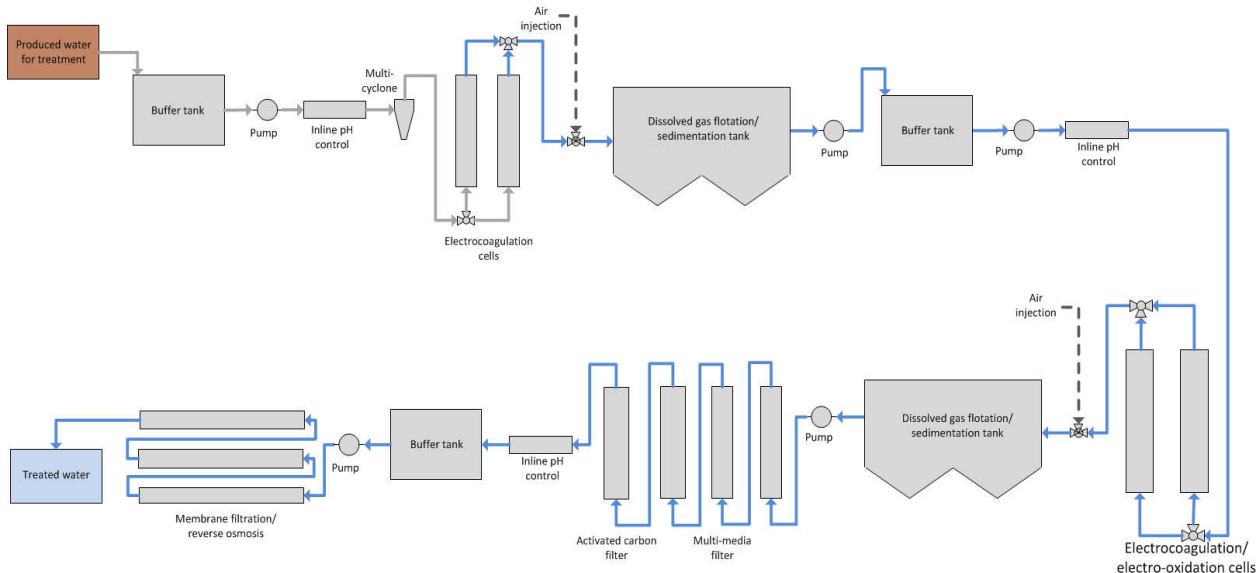 Produced water
for treatment
Buffer tank
Pump
Inline pH
control
Multi-
cyclone
Electrocoagulation
cells
Air
injection
Dissolved gas flotation/
sedimentation tank
Pump
Buffer tank
Pump
Inline pH
control
Electrocoagulation/
electro-oxidation cells
Air
injection
Dissolved gas flotation/
sedimentation tank
Pump
Multi-media
filter
Activated carbon
filter
Inline pH
control
Buffer tank
Pump
Membrane filtration/
reverse osmosis
Treated water